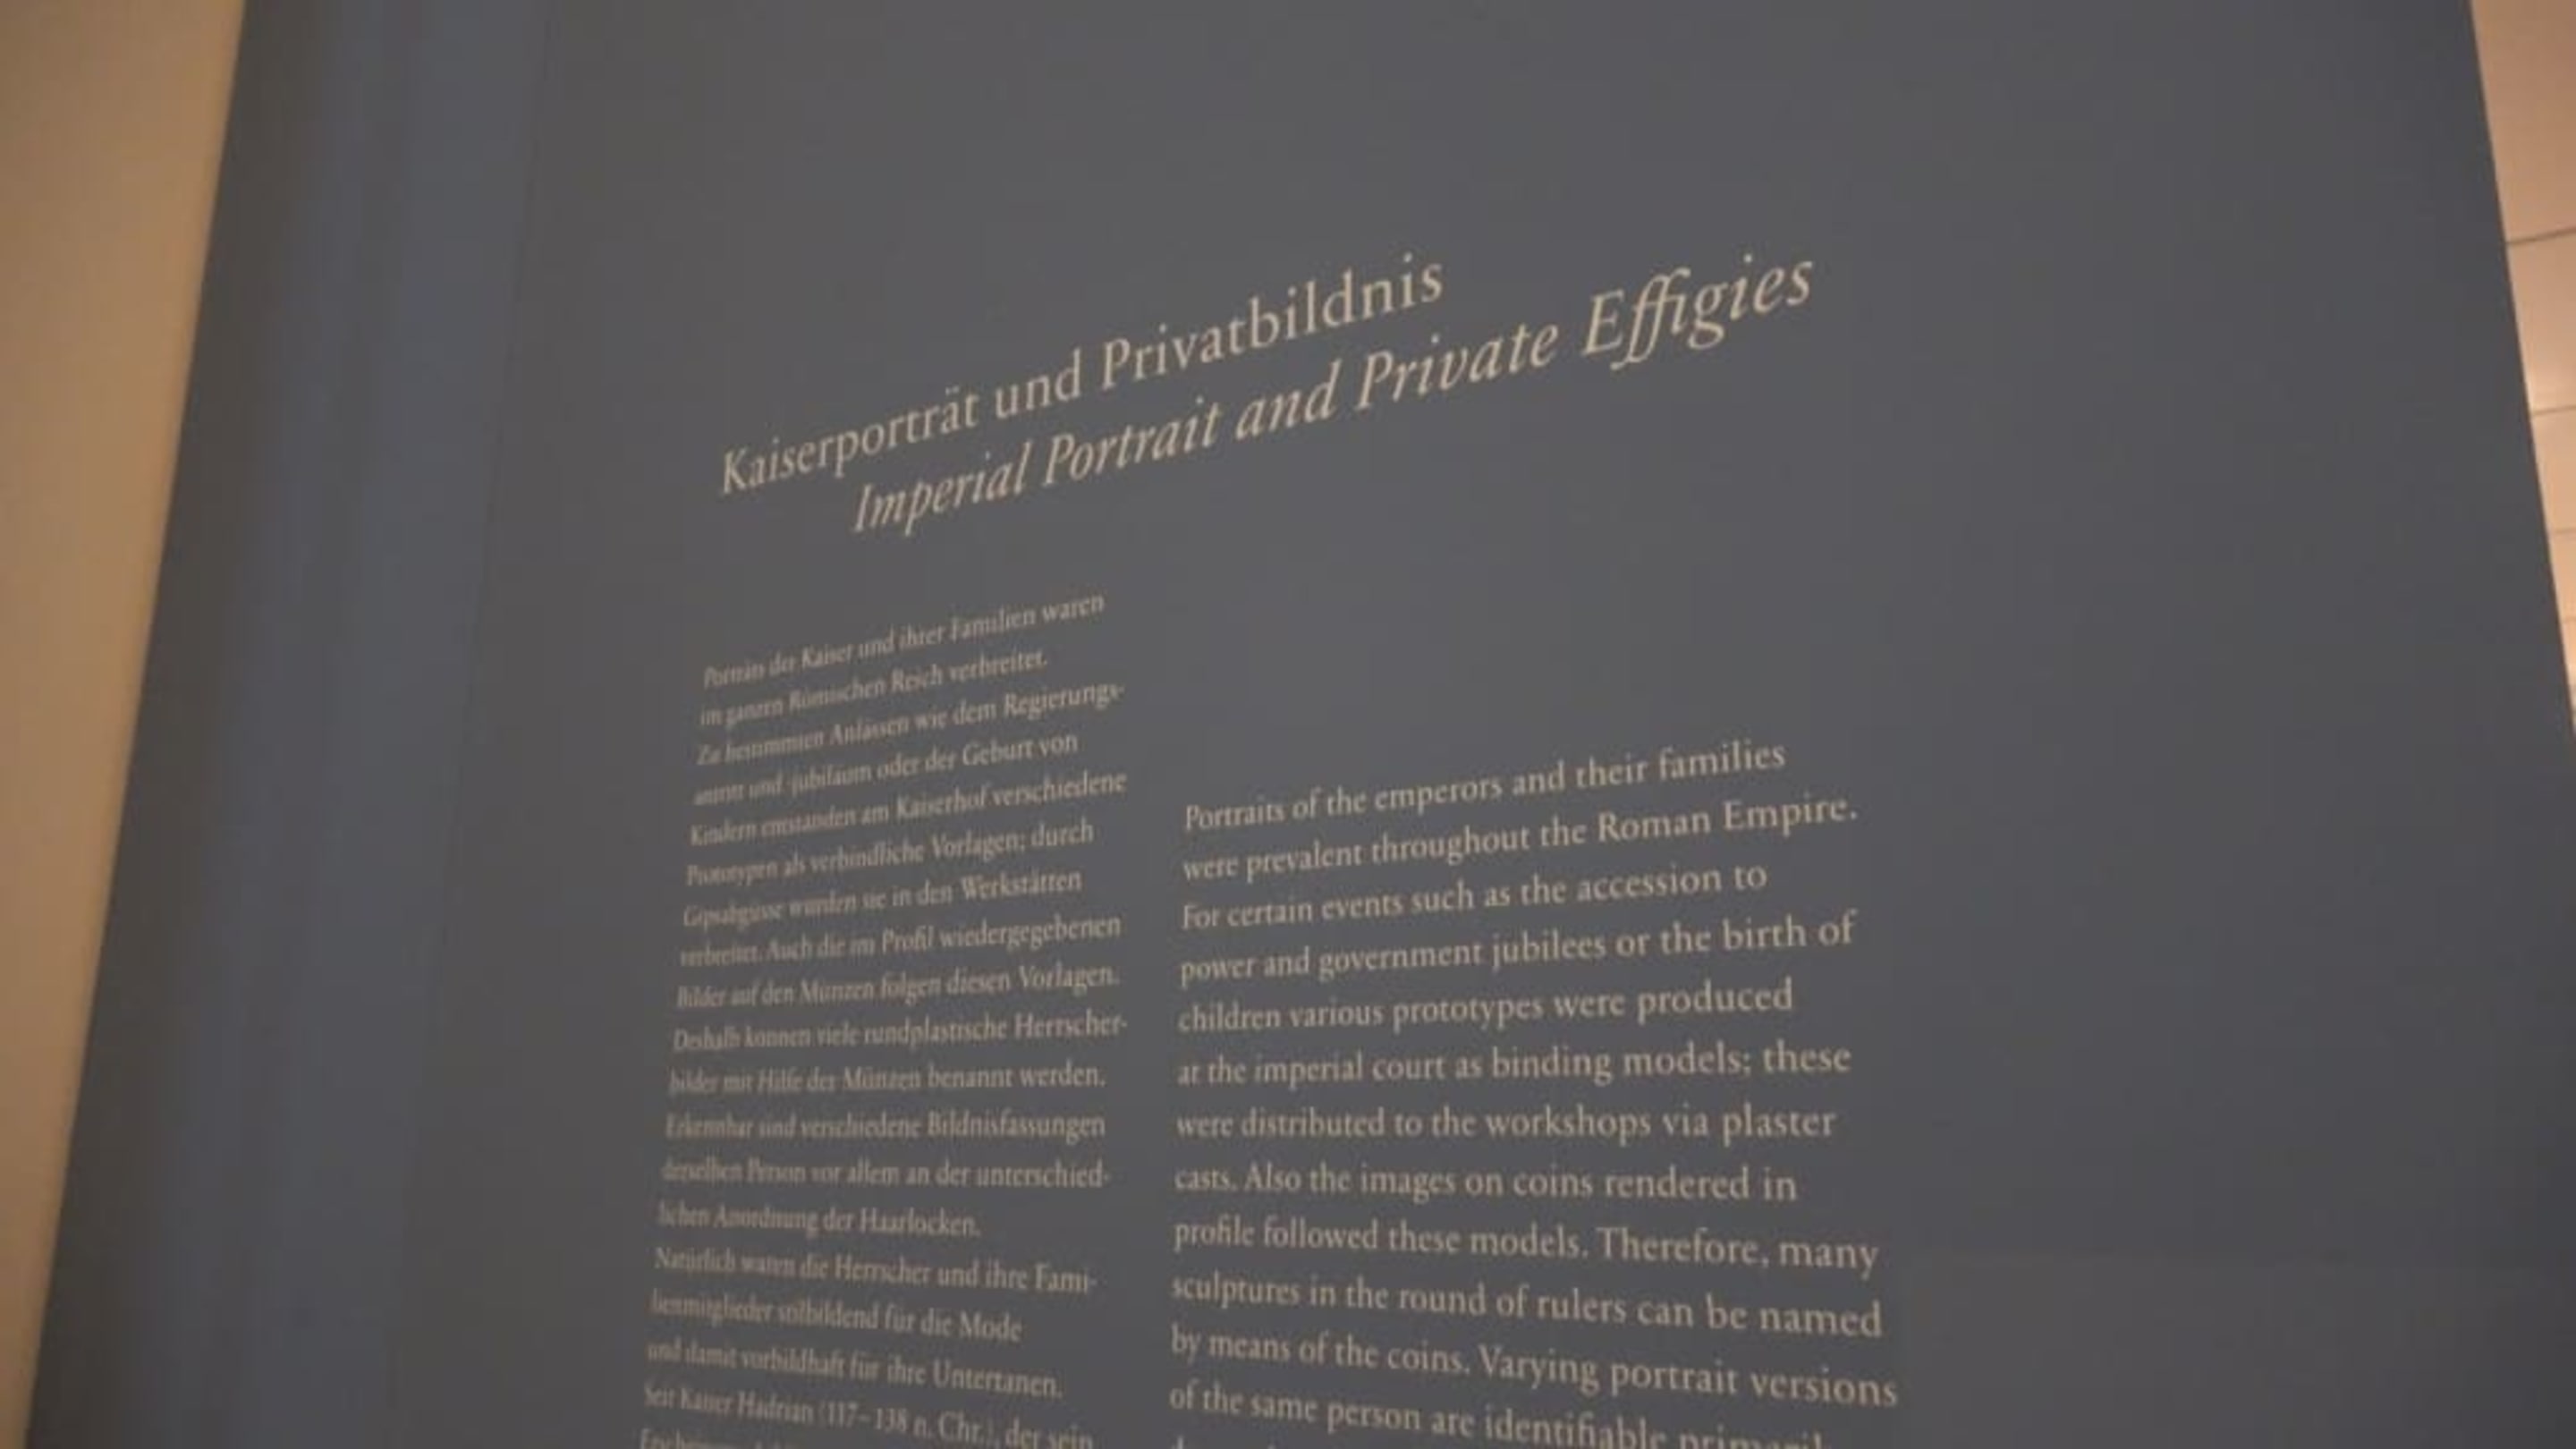 Kaiserporträt und Privatbildnis
Imperial Portrait and Private Effigies
Porträts der Kaiser und ihrer Familien waren
im ganzen Römischen Reich verbreitet.
Zu bestimmten Anlässen wie dem Regierungs-
antritt und -jubiläum oder der Geburt von
Kindern entstanden am Kaiserhof verschiedene
Prototypen als verbindliche Vorlagen; durch
Gipsabgüsse wurden sie in den Werkstätten
verbreitet. Auch die im Profil wiedergegebenen
Bilder auf den Münzen folgen diesen Vorlagen.
Deshalb können viele rundplastische Herrscher-
bilder mit Hilfe der Münzen benannt werden.
Erkennbar sind verschiedene Bildnisfassungen
derselben Person vor allem an der unterschied-
lichen Anordnung der Haarlocken.
Natürlich waren die Herrscher und ihre Fami-
lienmitglieder stilbildend für die Mode
und damit vorbildhaft für ihre Untertanen.
Seit Kaiser Hadrian (117–138 n. Chr.), der sein
Portraits of the emperors and their families
were prevalent throughout the Roman Empire.
For certain events such as the accession to
power and government jubilees or the birth of
children various prototypes were produced
at the imperial court as binding models; these
were distributed to the workshops via plaster
casts. Also the images on coins rendered in
profile followed these models. Therefore, many
sculptures in the round of rulers can be named
by means of the coins. Varying portrait versions
of the same person are identifiable